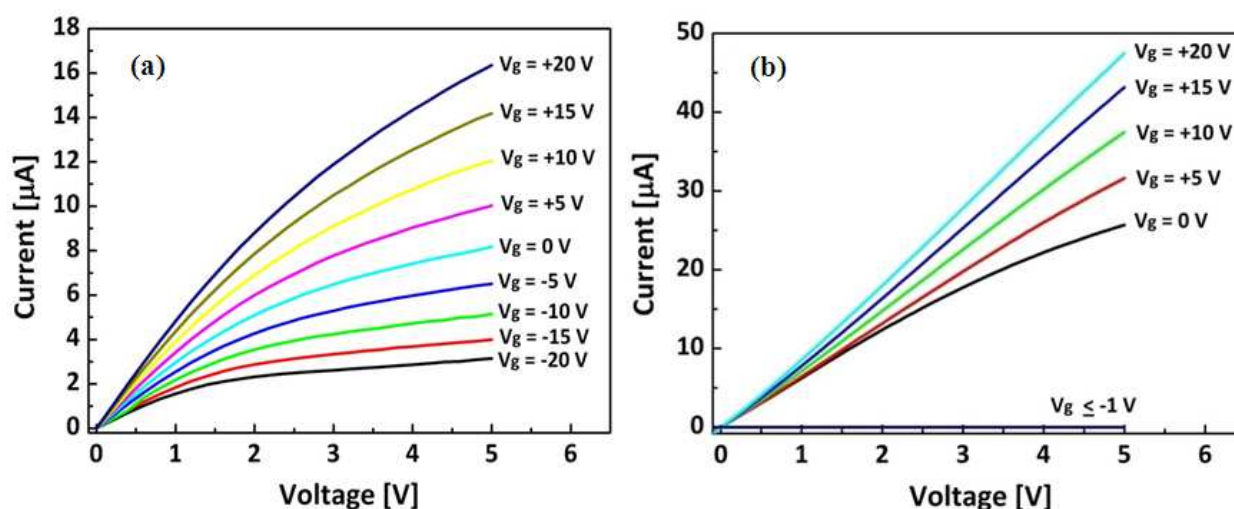 (a)
Current [µA]
18
16
14
12
10
8
6
4
2
0
Vg = +20 V
Vg = +15 V
Vg = +10 V
Vg = +5 V
Vg = 0 V
Vg = -5 V
Vg = -10 V
Vg = -15 V
Vg = -20 V
0 1 2 3 4 5 6
Voltage [V]
(b)
Current [µA]
50
40
30
20
10
0
Vg = +20 V
Vg = +15 V
Vg = +10 V
Vg = +5 V
Vg = 0 V
Vg ≤ -1 V
0 1 2 3 4 5 6
Voltage [V]